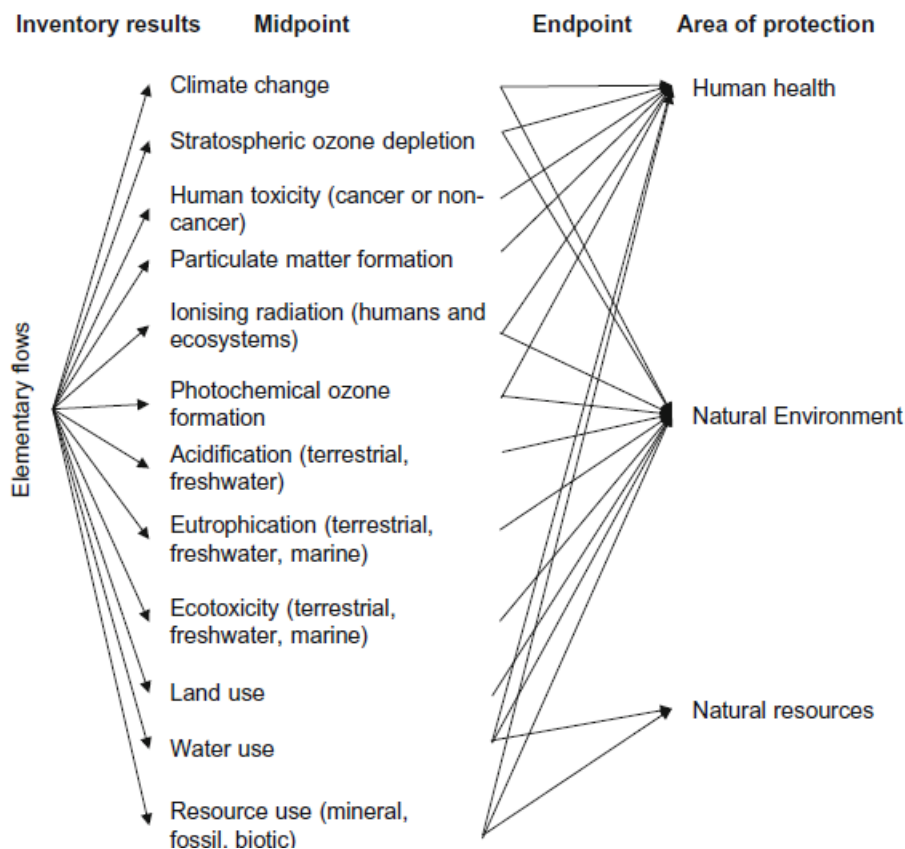 Inventory results Midpoint Endpoint Area of protection
Climate change
Human health
Stratospheric ozone depletion
Human toxicity (cancer or non-
cancer)
Particulate matter formation
Ionising radiation (humans and
ecosystems)
Elementary flows
Photochemical ozone
formation
Natural Environment
Acidification (terrestrial,
freshwater)
Eutrophication (terrestrial,
freshwater, marine)
Ecotoxicity (terrestrial,
freshwater, marine)
Land use
Natural resources
Water use
Resource use (mineral,
fossil, biotic)